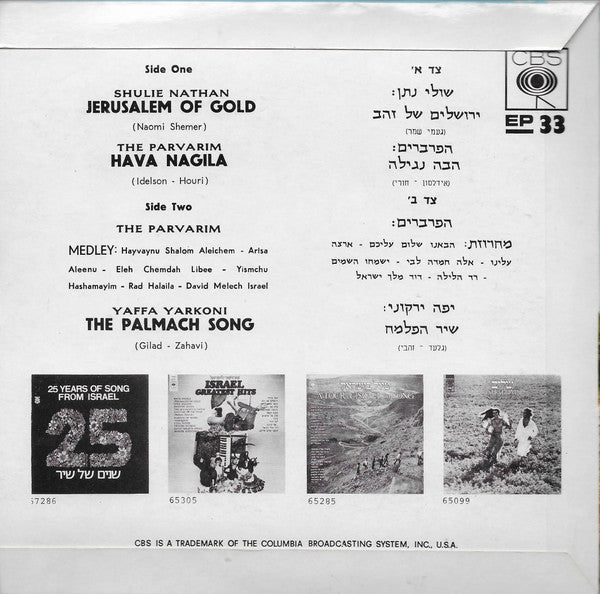 CBS
EP 33
Side One
SHULIE NATHAN
JERUSALEM OF GOLD
(Naomi Shemer)
THE PARVARIM
HAVA NAGILA
(Idelson - Houri)
Side Two
THE PARVARIM
MEDLEY: Hayvaynu Shalom Aleichem - Artsa
Aleenu - Eleh Chemdah Libee - Yismchu
Hashamayim - Rad Halaila - David Melech Israel
YAFFA YARKONI
THE PALMACH SONG
(Gilad - Zahavi)
צד א׳
שולי נתן:
ירושלים של זהב
(נעמי שמר)
הפרברים:
הבה נגילה
(אידלסון - חורי)
צד ב׳
הפרברים:
מחרוזת: הבאנו שלום עליכם - ארצה
עלינו - אלה חמדה לבי - ישמחו השמים
- רד הלילה - דוד מלך ישראל
יפה ירקוני:
שיר הפלמח
(גלעד - זהבי)
25 YEARS OF SONG
FROM ISRAEL
25
שנים של שיר
ISRAEL
GREATEST HITS
57286
65305
65285
65099
CBS IS A TRADEMARK OF THE COLUMBIA BROADCASTING SYSTEM, INC., U.S.A.